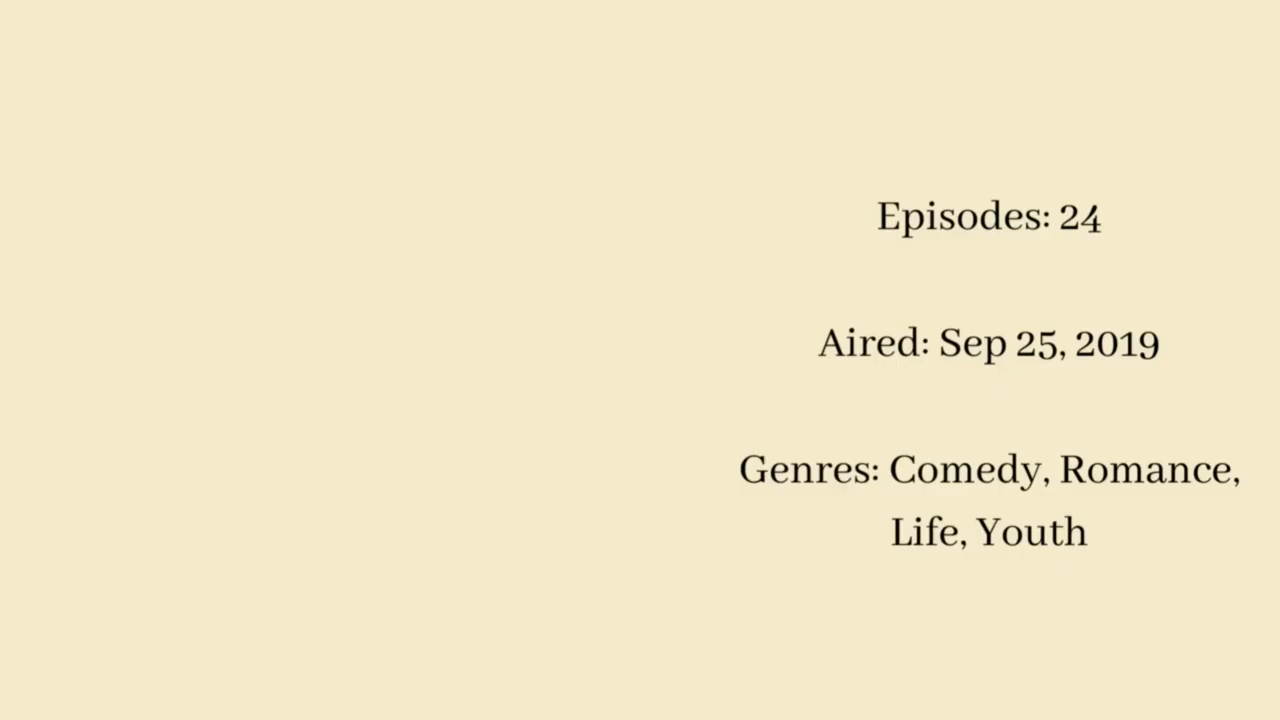 Episodes: 24
Aired: Sep 25, 2019
Genres: Comedy, Romance,
Life, Youth